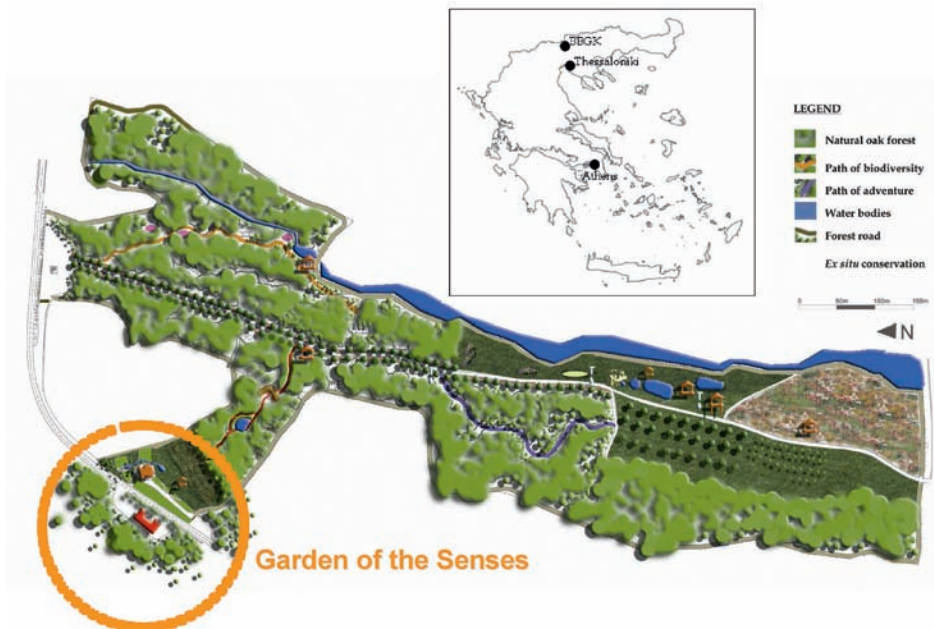 BBGK
Thessaloniki
Athens
LEGEND
Natural oak forest
Path of biodiversity
Path of adventure
Water bodies
Forest road
Ex situ conservation
0 50m 100m 150m
N
P
Garden of the Senses